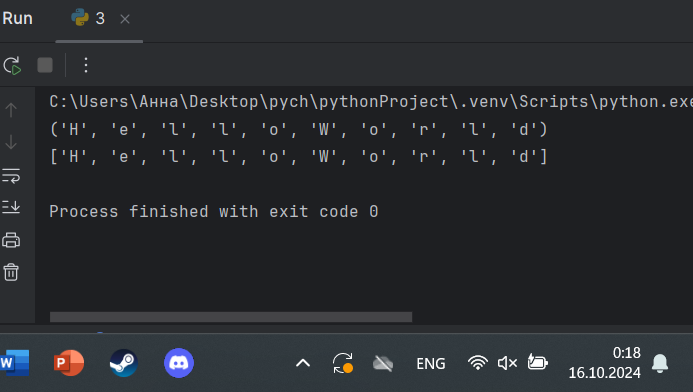 Run
3
C:\Users\Анна\Desktop\pych\pythonProject\.venv\Scripts\python.exe
('H', 'e', 'l', 'l', 'o', 'W', 'o', 'r', 'l', 'd')
['H', 'e', 'l', 'l', 'o', 'W', 'o', 'r', 'l', 'd']
Process finished with exit code 0
W
P
ENG
0:18
16.10.2024